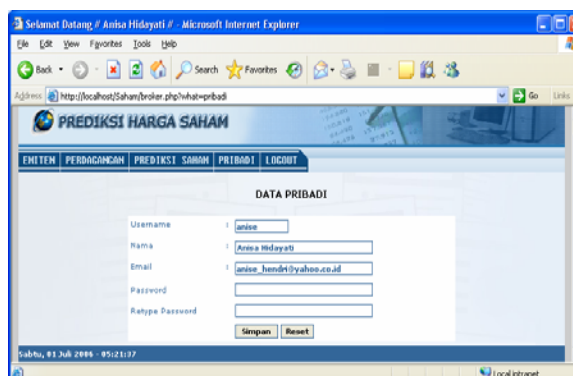 Selamat Datang // Anisa Hidayati // - Microsoft Internet Explorer
File Edit View Favorites Tools Help
Back Search Favorites
Address http://localhost/Saham/broker.php?what=pribadi Go Links
PREDIKSI HARGA SAHAM
EMITEN PERDAGANGAN PREDIKSI SAHAM PRIBADI LOGOUT
DATA PRIBADI
Username : anise
Nama : Anisa Hidayati
Email : anise_hendri@yahoo.co.id
Password
Retype Password
Simpan Reset
Sabtu, 01 Juli 2006 - 05:21:37
Local intranet